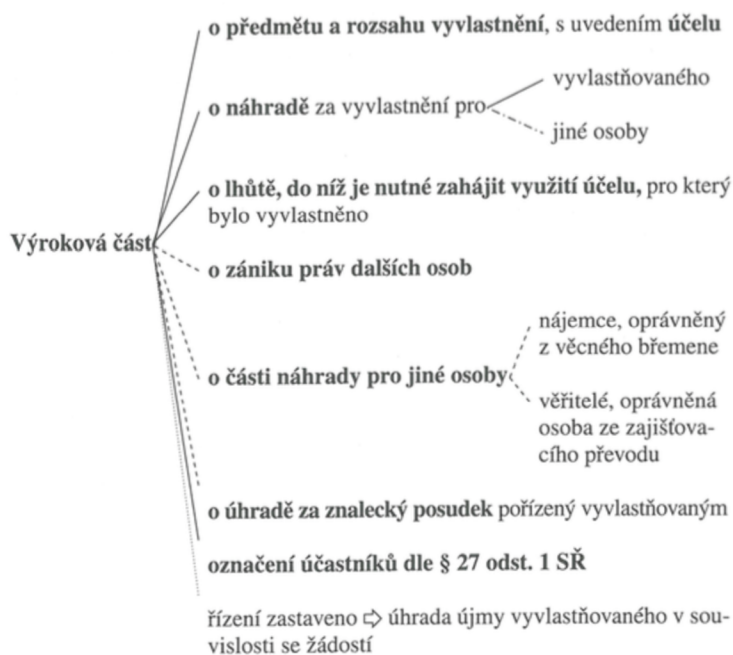 o předmětu a rozsahu vyvlastnění, s uvedením účelu
o náhradě za vyvlastnění pro
vyvlastňovaného
jiné osoby
o lhůtě, do níž je nutné zahájit využití účelu, pro který
bylo vyvlastněno
Výroková část
o zániku práv dalších osob
o části náhrady pro jiné osoby
nájemce, oprávněný
z věcného břemene
věřitelé, oprávněná
osoba ze zajišťova-
cího převodu
o úhradě za znalecký posudek pořízený vyvlastňovaným
označení účastníků dle § 27 odst. 1 SŘ
řízení zastaveno ⇨ úhrada újmy vyvlastňovaného v sou-
vislosti se žádostí